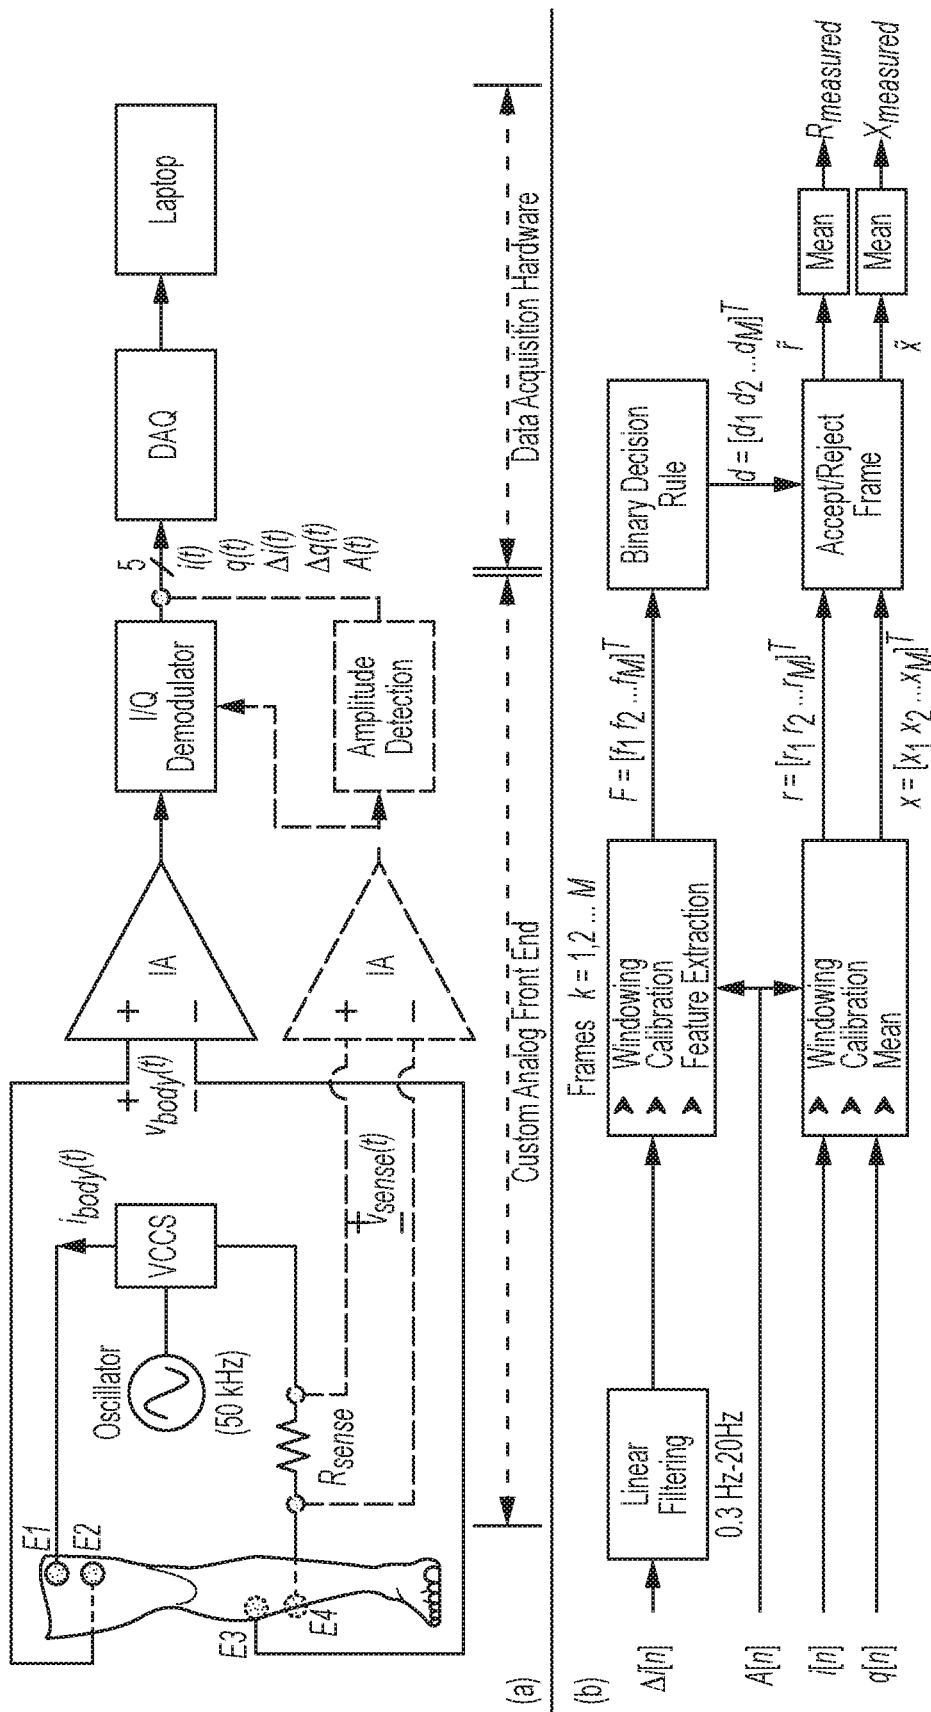 E1
E2
E3
E4
Oscillator
(50 kHz)
VCCS
i_body(t)
R_sense
+
v_body(t)
−
+
v_sense(t)
−
+
−
IA
+
−
IA
I/Q
Demodulator
Amplitude
Detection
5
i(t)
q(t)
Δi(t)
Δq(t)
A(t)
DAQ
Laptop
Custom Analog Front End
Data Acquisition Hardware
(a)
(b)
Δi[n]
A[n]
i[n]
q[n]
Linear
Filtering
0.3 Hz-20Hz
Frames k = 1,2 ... M
Windowing
Calibration
Feature Extraction
Windowing
Calibration
Mean
F = [f1 f2 ...fM]^T
r = [r1 r2 ...rM]^T
x = [x1 x2 ...xM]^T
Binary Decision
Rule
d = [d1 d2 ...dM]^T
Accept/Reject
Frame
r̃
x̃
Mean
Mean
R_measured
X_measured